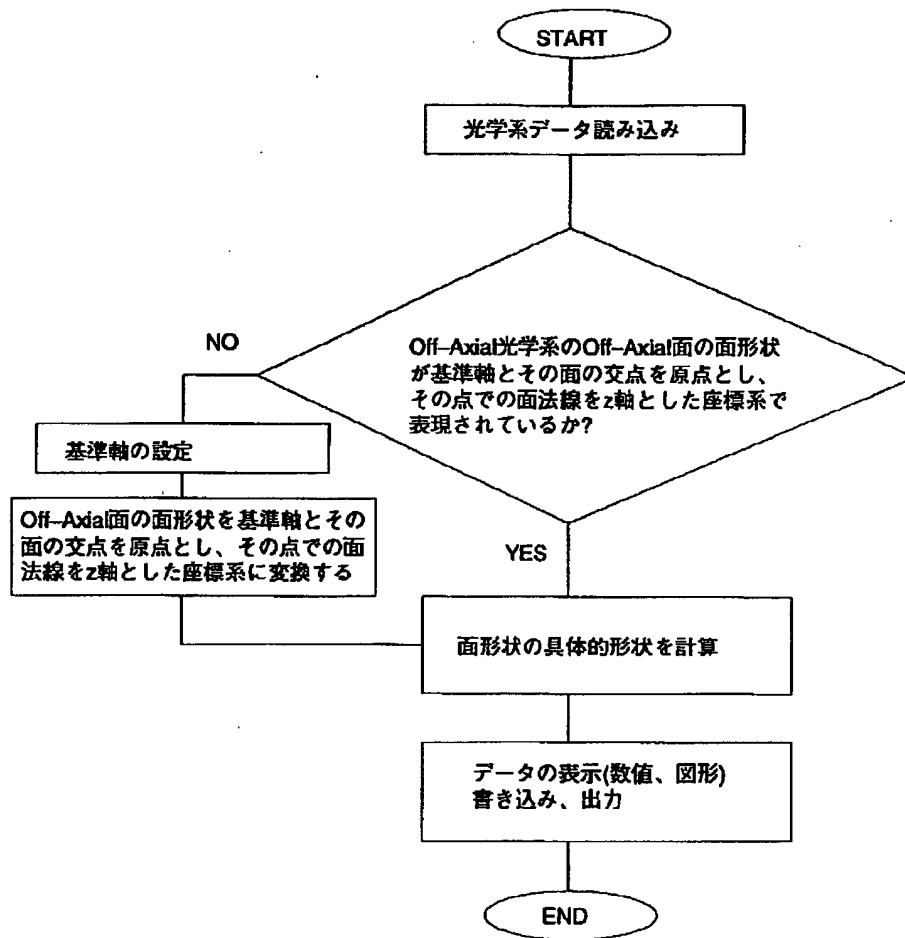 START
光学系データ読み込み
NO
Off–Axial光学系のOff–Axial面の面形状
が基準軸とその面の交点を原点とし、
その点での面法線をz軸とした座標系で
表現されているか?
基準軸の設定
Off–Axial面の面形状を基準軸とその
面の交点を原点とし、その点での面
法線をz軸とした座標系に変換する
YES
面形状の具体的形状を計算
データの表示(数値、図形)
書き込み、出力
END